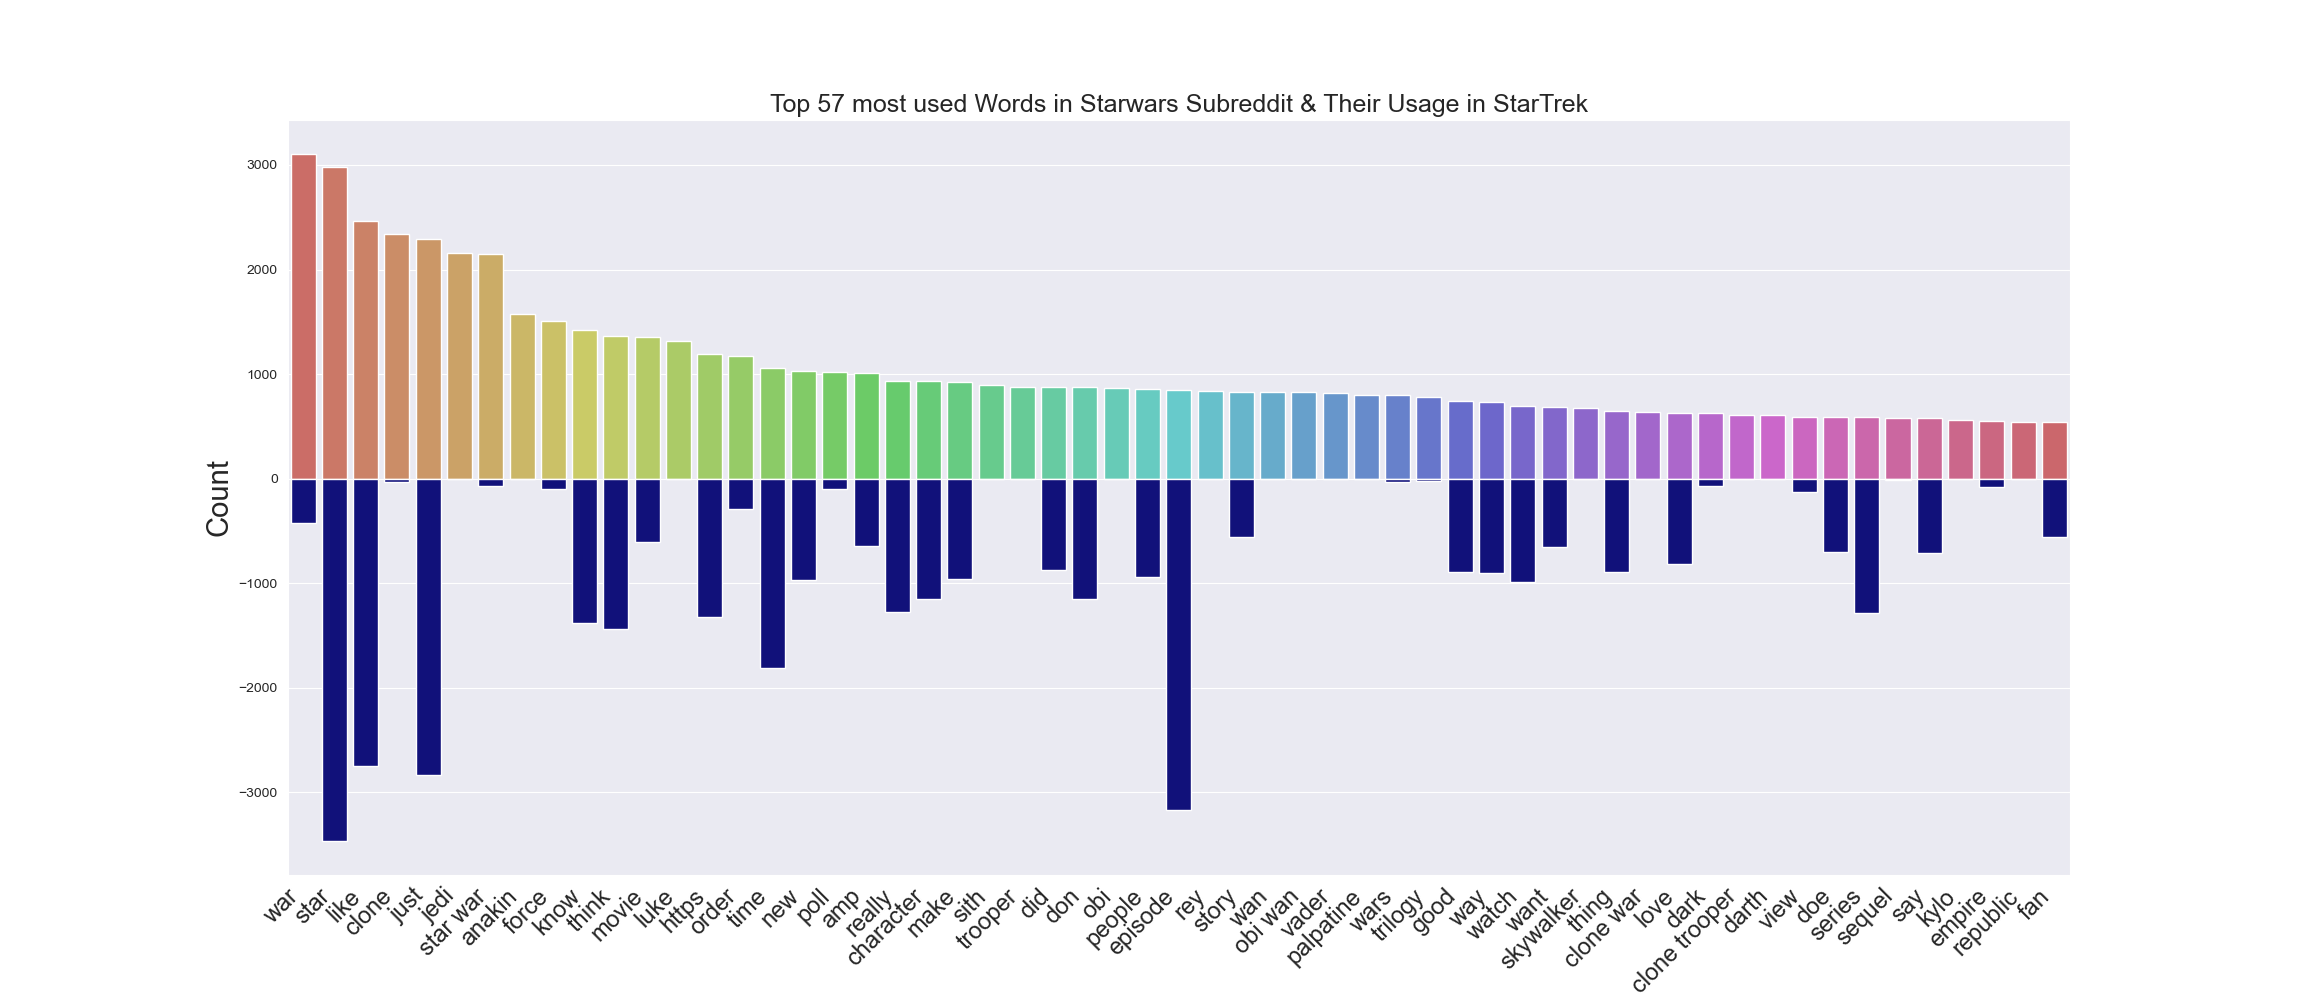 Top 57 most used Words in Starwars Subreddit & Their Usage in StarTrek
3000
2000
1000
0
−1000
−2000
−3000
Count
war
star
like
clone
just
jedi
star war
anakin
force
know
think
movie
luke
https
order
time
new
poll
amp
really
character
make
sith
trooper
did
don
obi
people
episode
rey
story
wan
obi wan
vader
palpatine
wars
trilogy
good
way
watch
want
skywalker
thing
clone war
love
dark
clone trooper
darth
view
doe
series
sequel
say
kylo
empire
republic
fan